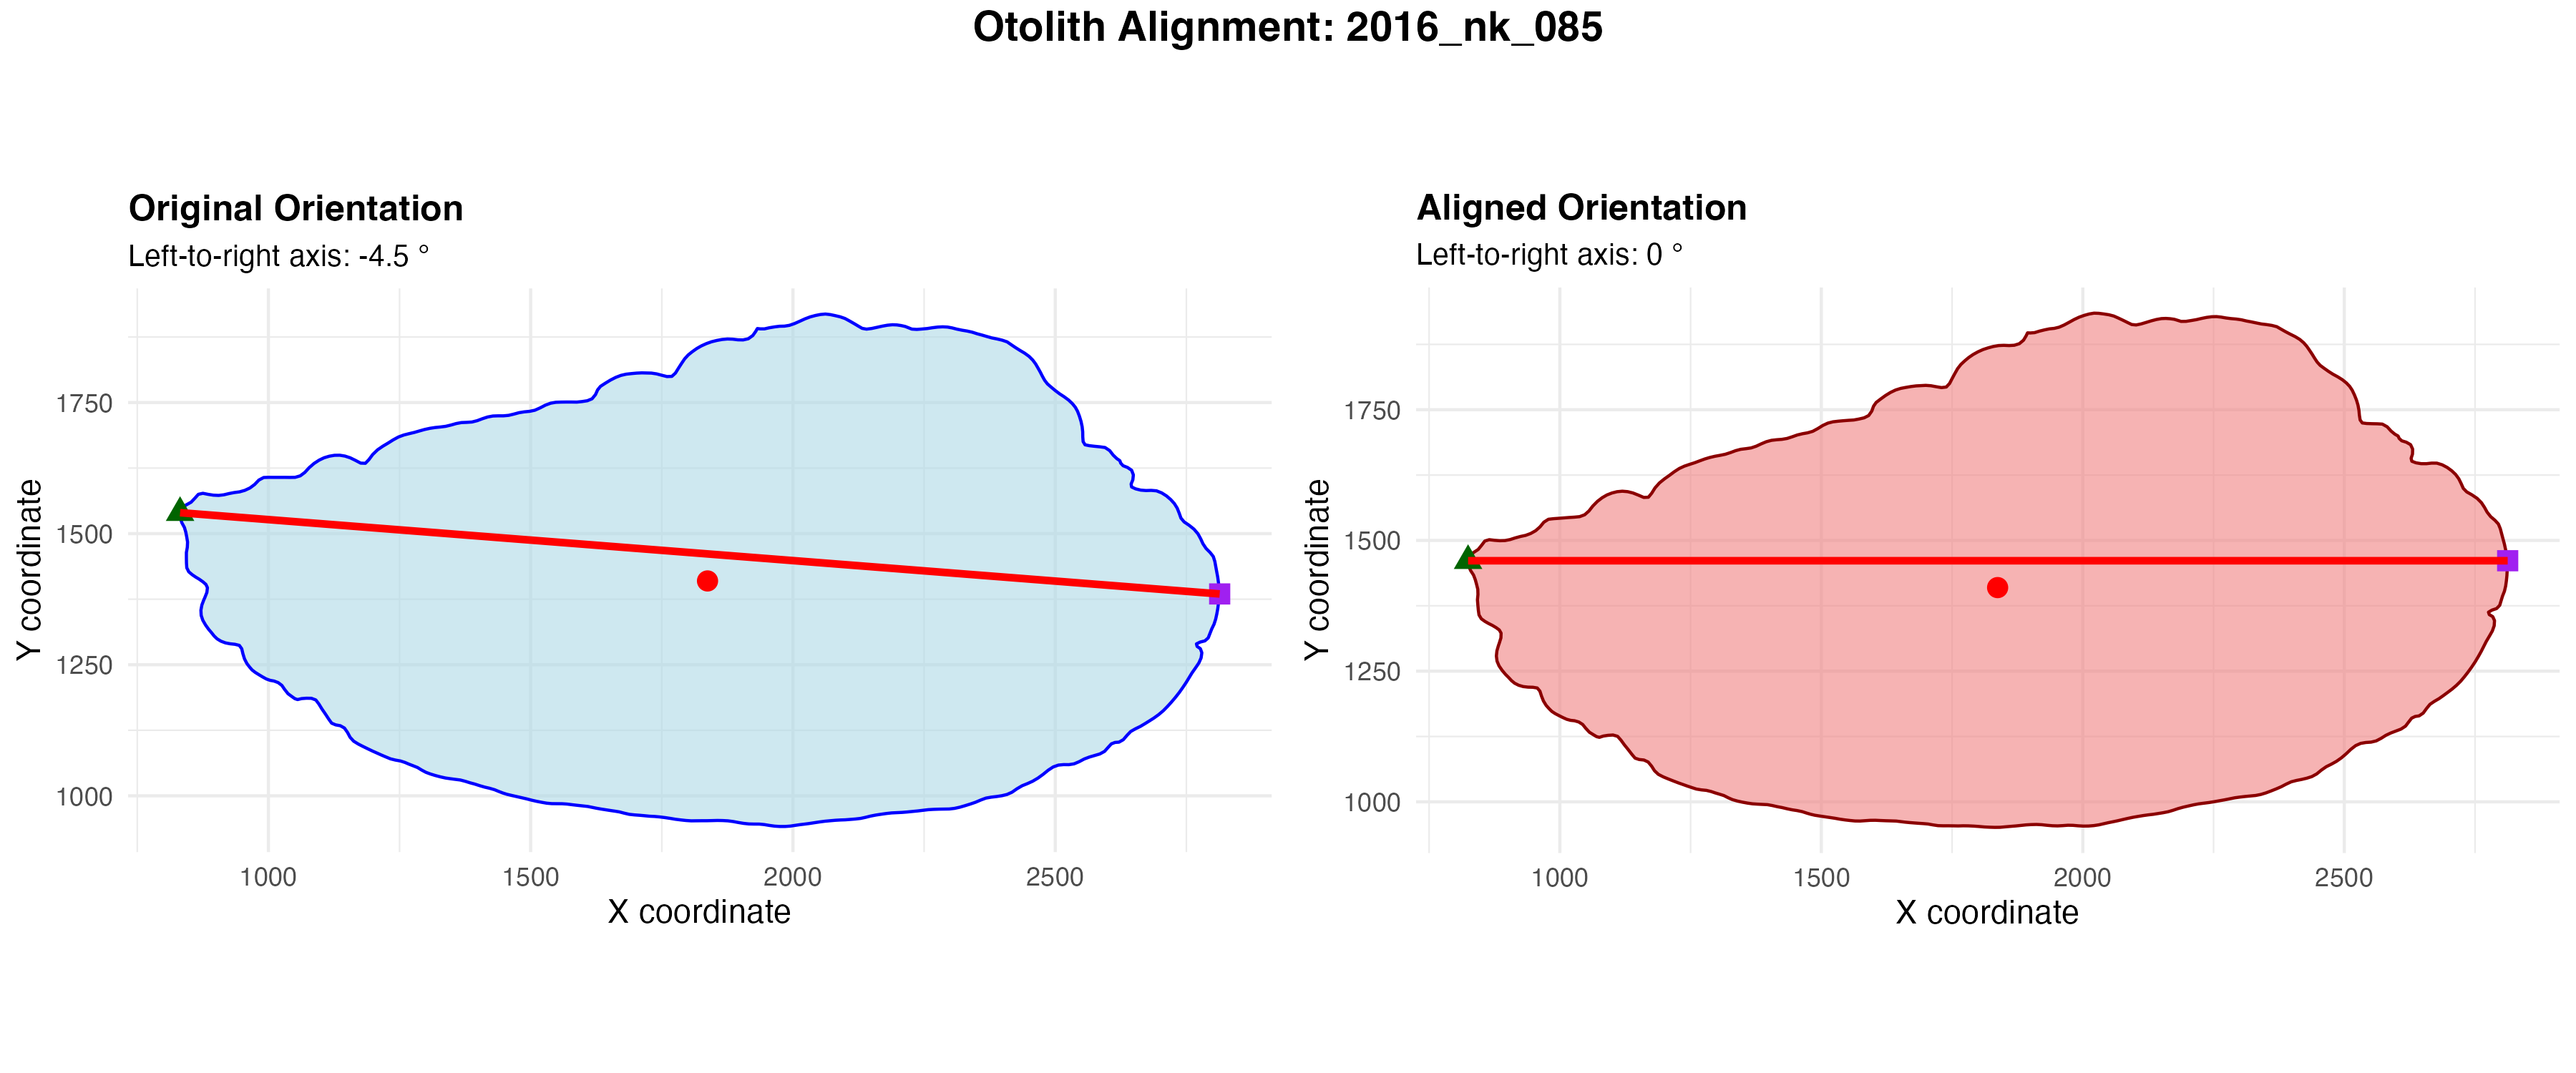 Otolith Alignment: 2016_nk_085
Original Orientation
Left-to-right axis: -4.5 °
Y coordinate
1750
1500
1250
1000
1000 1500 2000 2500
X coordinate
Aligned Orientation
Left-to-right axis: 0 °
Y coordinate
1750
1500
1250
1000
1000 1500 2000 2500
X coordinate